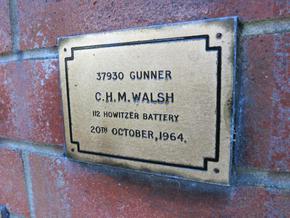 37930 GUNNER
C.H.M. WALSH
112 HOWITZER BATTERY
20TH OCTOBER, 1964.